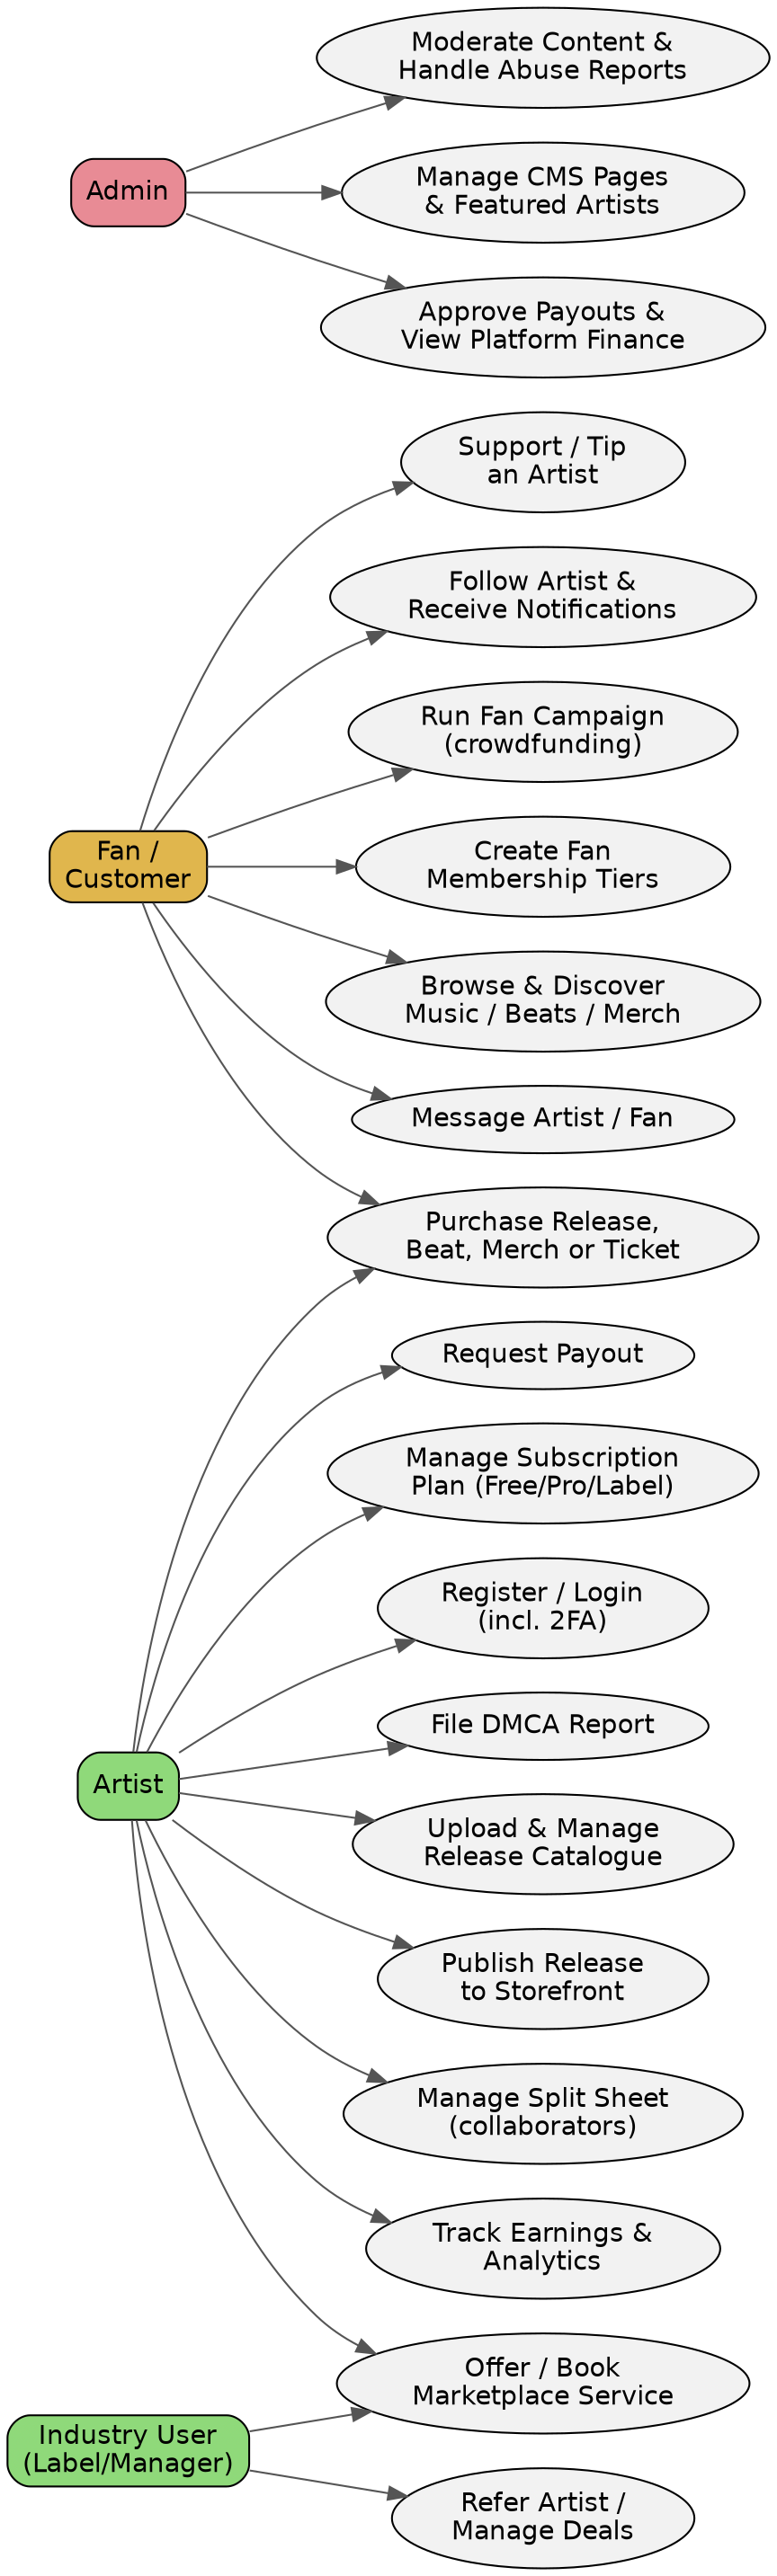 Moderate Content &
Handle Abuse Reports
Admin
Manage CMS Pages
& Featured Artists
Approve Payouts &
View Platform Finance
Support / Tip
an Artist
Follow Artist &
Receive Notifications
Run Fan Campaign
(crowdfunding)
Fan /
Customer
Create Fan
Membership Tiers
Browse & Discover
Music / Beats / Merch
Message Artist / Fan
Purchase Release,
Beat, Merch or Ticket
Request Payout
Manage Subscription
Plan (Free/Pro/Label)
Register / Login
(incl. 2FA)
File DMCA Report
Artist
Upload & Manage
Release Catalogue
Publish Release
to Storefront
Manage Split Sheet
(collaborators)
Track Earnings &
Analytics
Offer / Book
Marketplace Service
Industry User
(Label/Manager)
Refer Artist /
Manage Deals